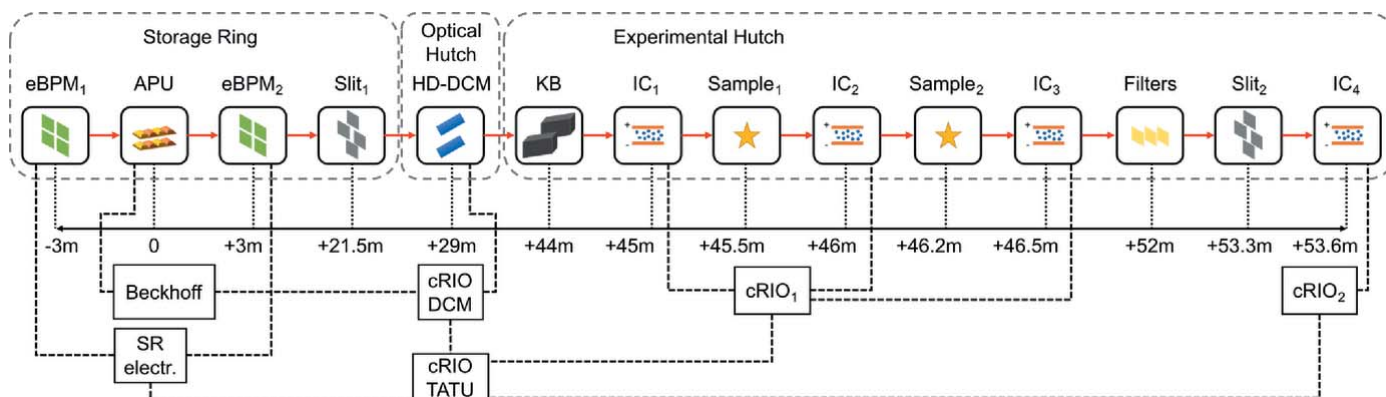 Storage Ring
Optical
Hutch
Experimental Hutch
eBPM₁ APU eBPM₂ Slit₁ HD-DCM KB IC₁ Sample₁ IC₂ Sample₂ IC₃ Filters Slit₂ IC₄
+ + + +
- - - -
-3m 0 +3m +21.5m +29m +44m +45m +45.5m +46m +46.2m +46.5m +52m +53.3m +53.6m
Beckhoff
cRIO
DCM
cRIO₁
cRIO₂
SR
electr.
cRIO
TATU